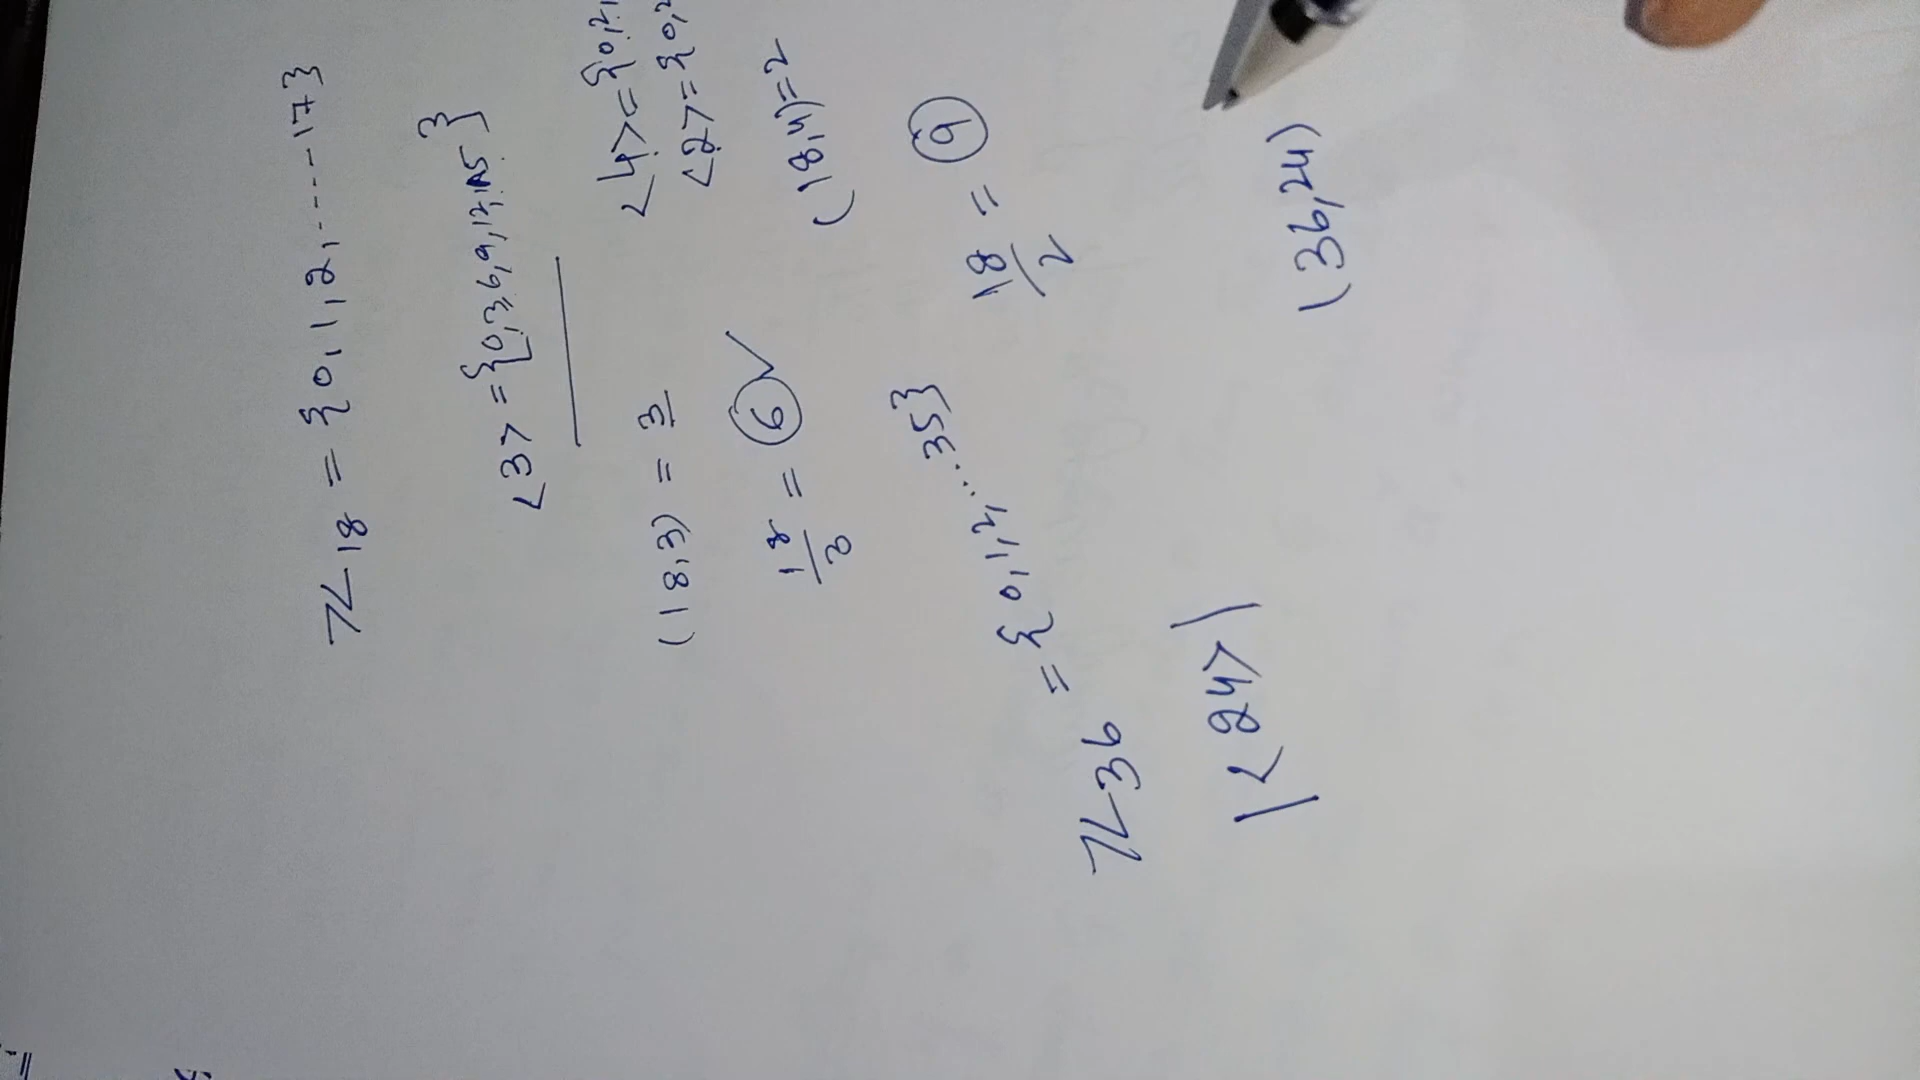 ℤ18 = {0,1,2,.....17}
<3> = {0,3,6,9,12,15}
(18,3) = 3
18/3 = 6 ✓
<4> = {0,2,
<2> = {0,2
(18,4)=2
18/2 = 9
ℤ36 = {0,1,2,...35}
|<24>|
(36,24)